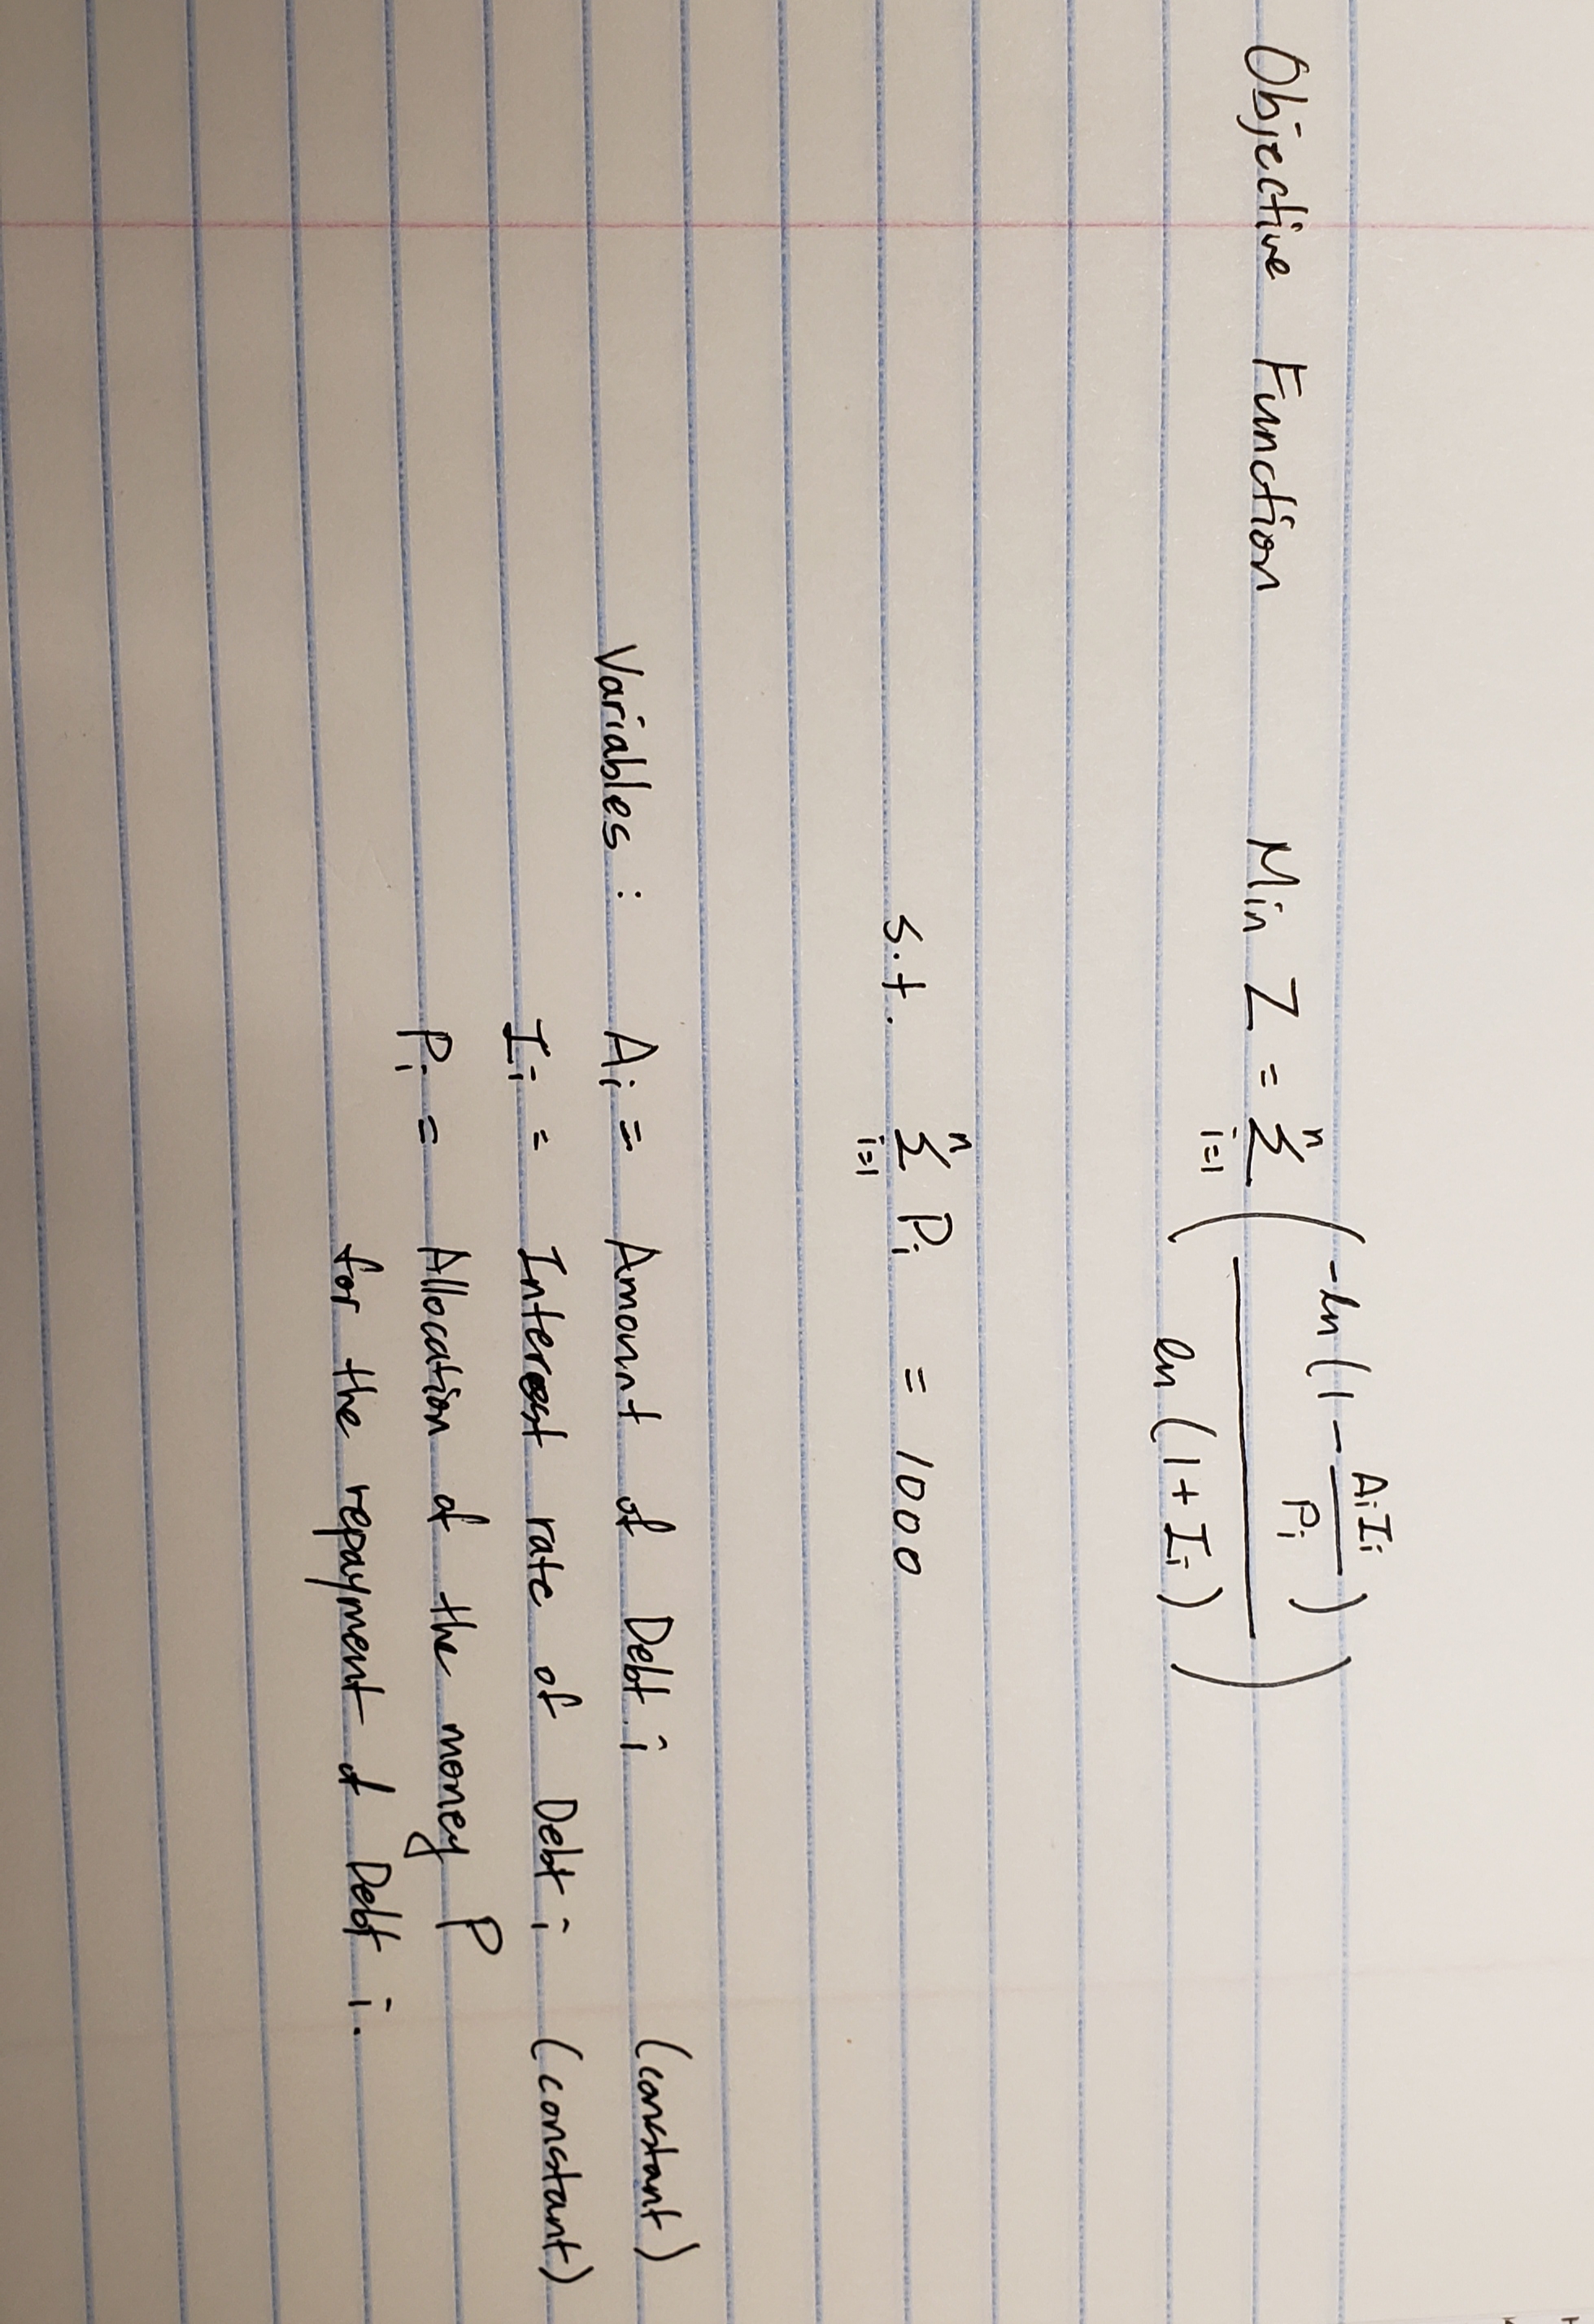 Objective Function Min Z = \sum_{i=1}^{n} \left( \frac{-\ln\left(1 - \frac{A_i I_i}{P_i}\right)}{\ln(1 + I_i)} \right)
s.t. \sum_{i=1}^{n} P_i = 1000
Variables : A_i = Amount of Debt i (constant)
I_i = Interest rate of Debt i (constant)
P_i = Allocation of the money P
for the repayment of Debt i.